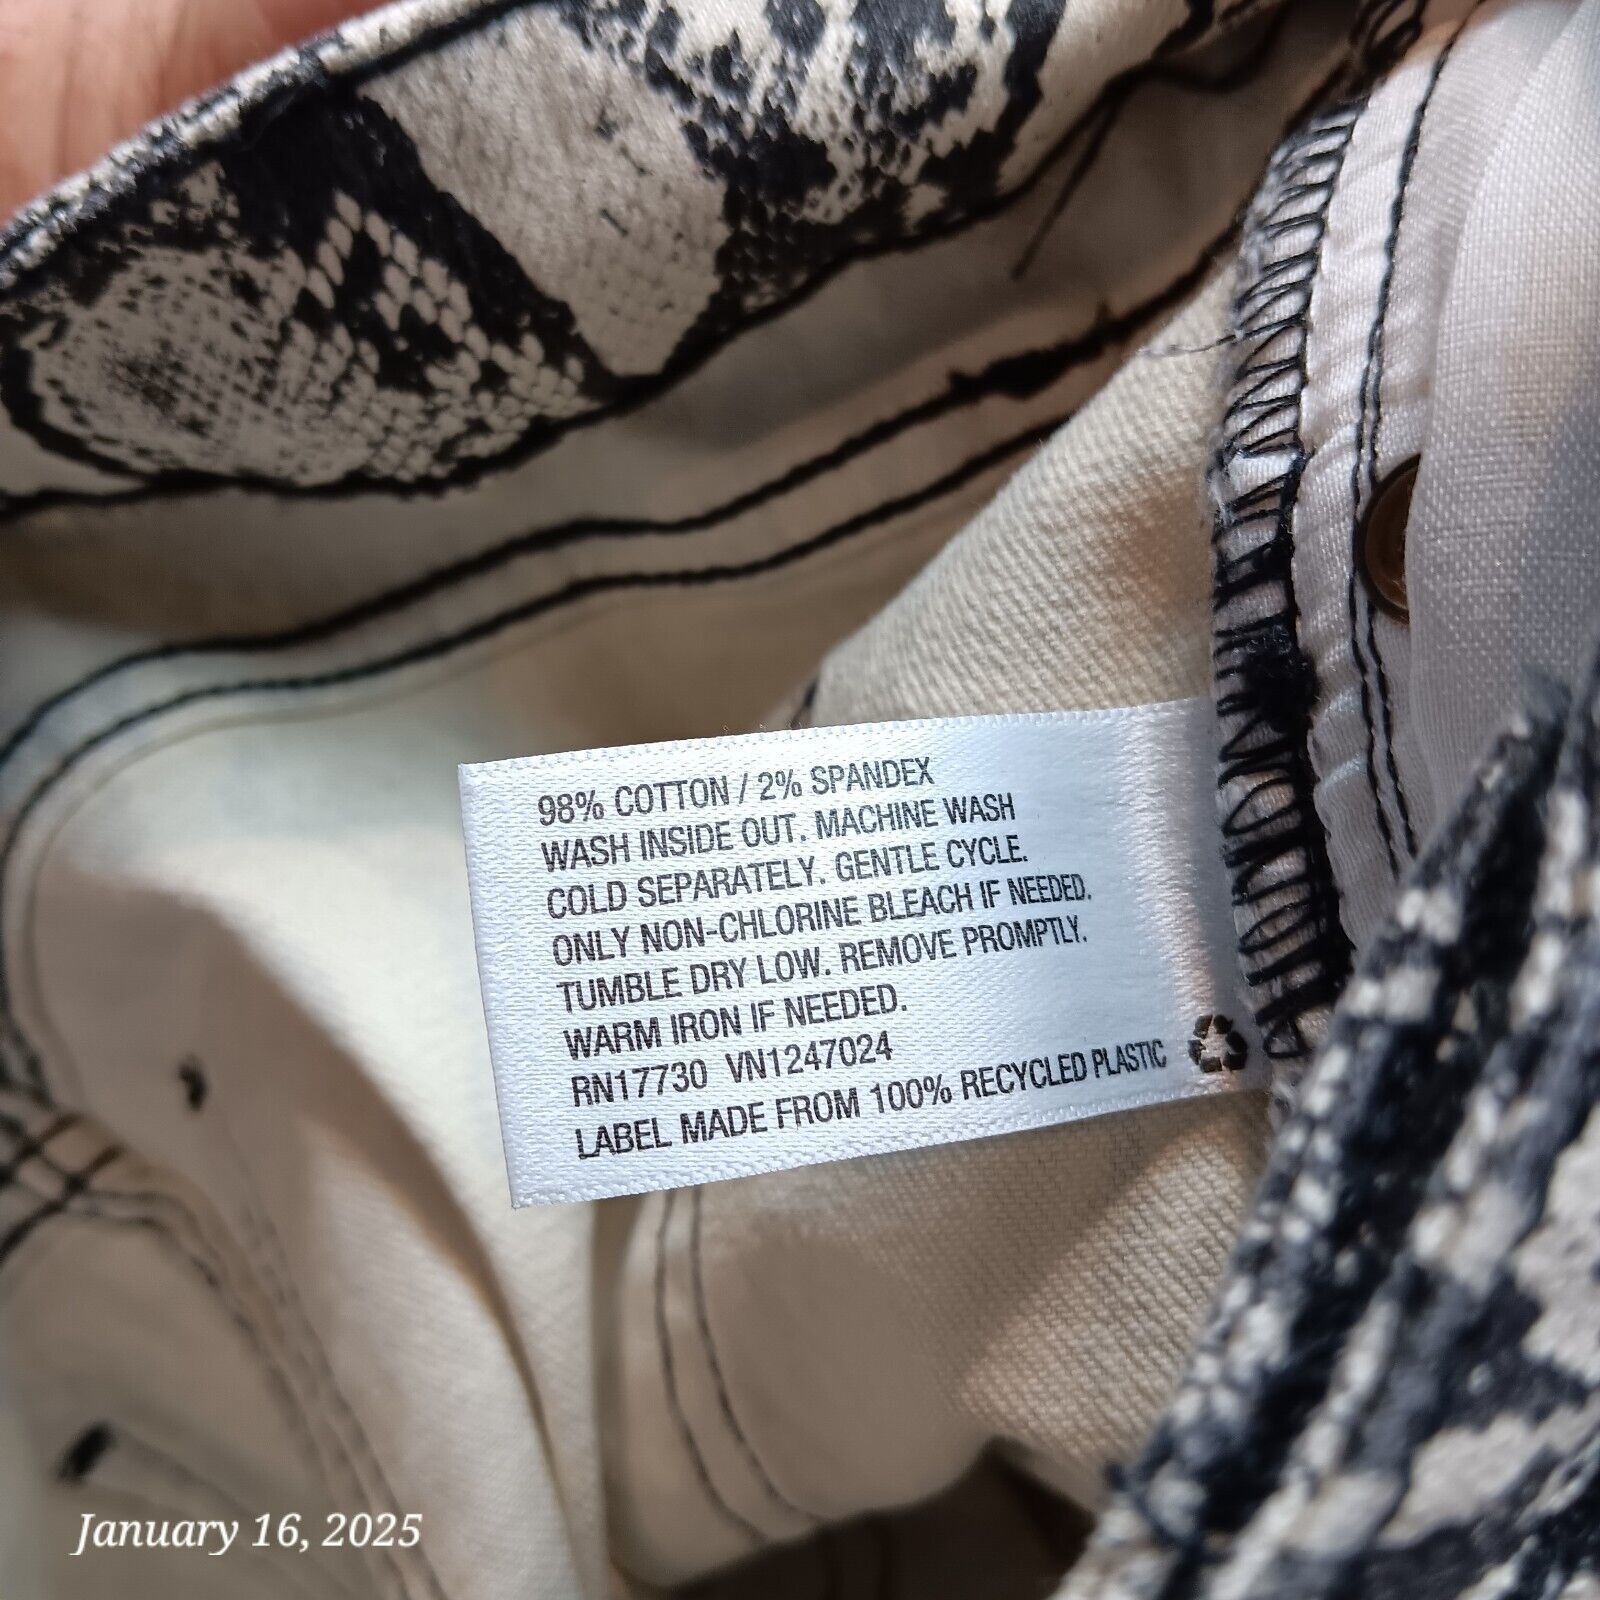 98% COTTON / 2% SPANDEX
WASH INSIDE OUT. MACHINE WASH
COLD SEPARATELY. GENTLE CYCLE.
ONLY NON-CHLORINE BLEACH IF NEEDED.
TUMBLE DRY LOW. REMOVE PROMPTLY.
WARM IRON IF NEEDED.
RN17730 VN1247024
LABEL MADE FROM 100% RECYCLED PLASTIC
January 16, 2025